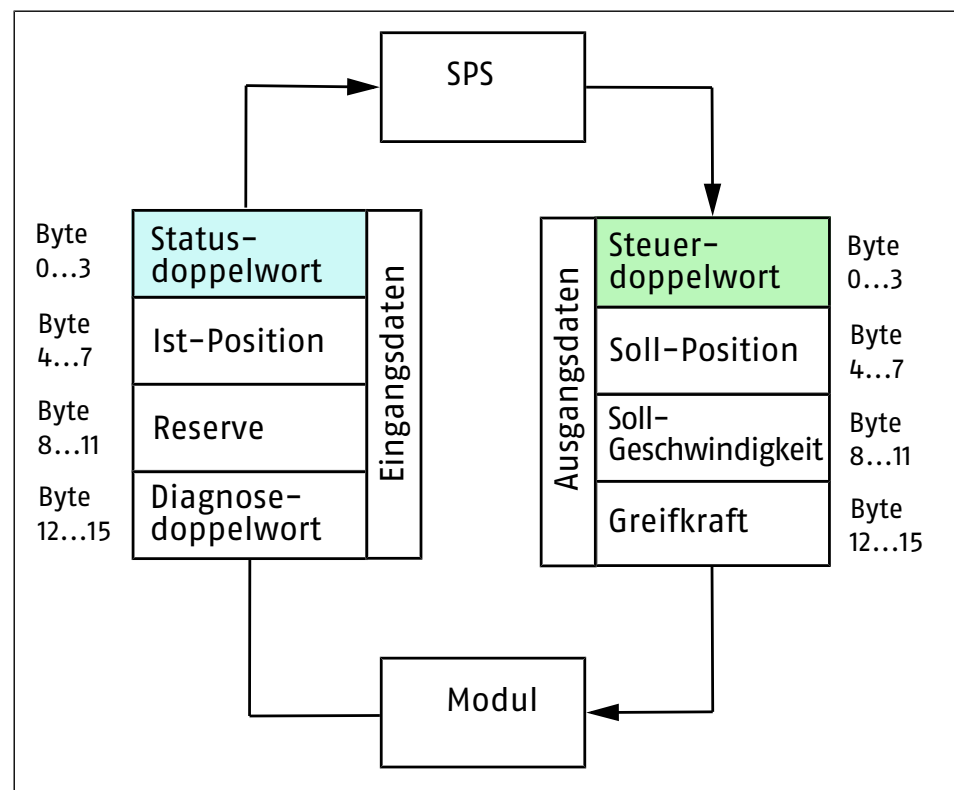 SPS
Byte
0...3
Status-
doppelwort
Byte
4...7
Ist-Position
Byte
8...11
Reserve
Byte
12...15
Diagnose-
doppelwort
Eingangsdaten
Ausgangsdaten
Steuer-
doppelwort
Byte
0...3
Soll-Position
Byte
4...7
Soll-
Geschwindigkeit
Byte
8...11
Greifkraft
Byte
12...15
Modul